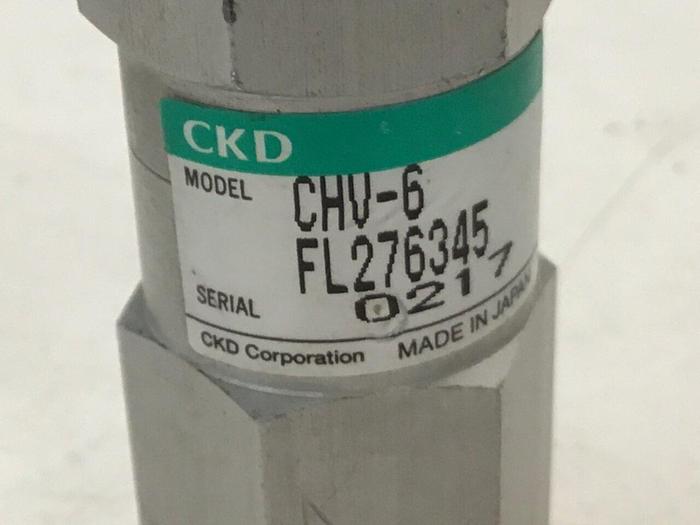 CKD
MODEL CHV-6
FL276345
SERIAL 0217
CKD Corporation MADE IN JAPAN